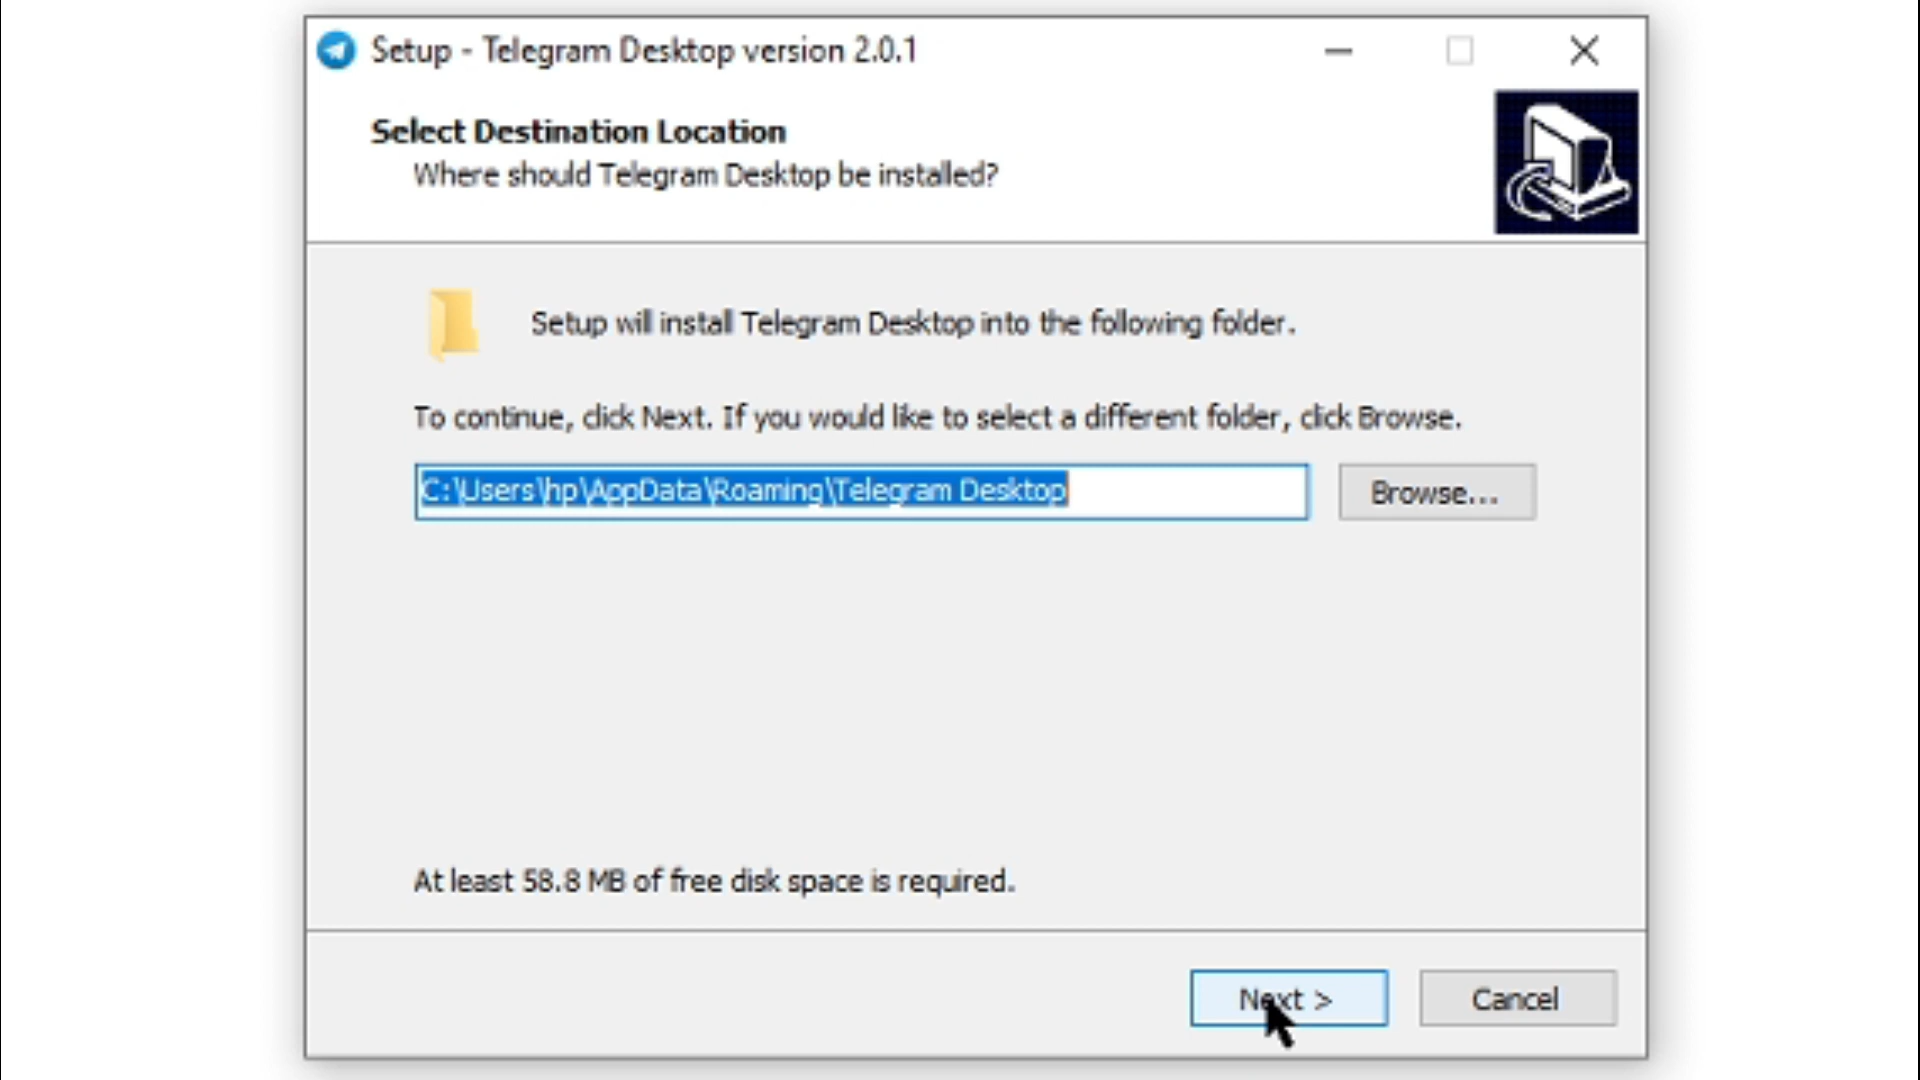 Setup - Telegram Desktop version 2.0.1
Select Destination Location
Where should Telegram Desktop be installed?
Setup will install Telegram Desktop into the following folder.
To continue, click Next. If you would like to select a different folder, click Browse.
C:\Users\hp\AppData\Roaming\Telegram Desktop
Browse...
At least 58.8 MB of free disk space is required.
Next >
Cancel